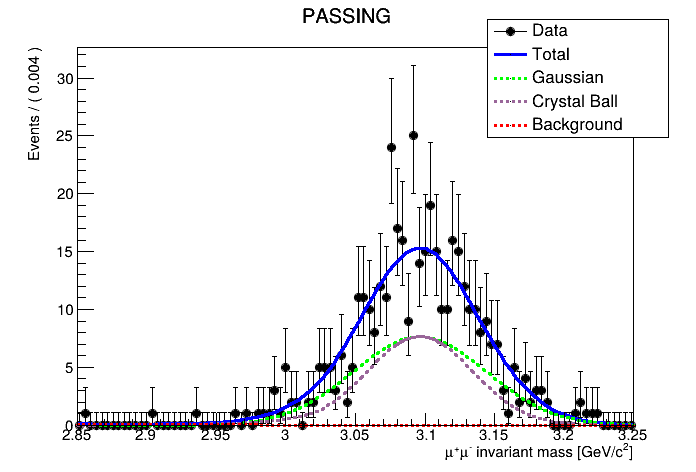 PASSING
Events / ( 0.004 )
Data
Total
Gaussian
Crystal Ball
Background
30
25
20
15
10
5
0
2.85 2.9 2.95 3 3.05 3.1 3.15 3.2 3.25
μ⁺μ⁻ invariant mass [GeV/c²]